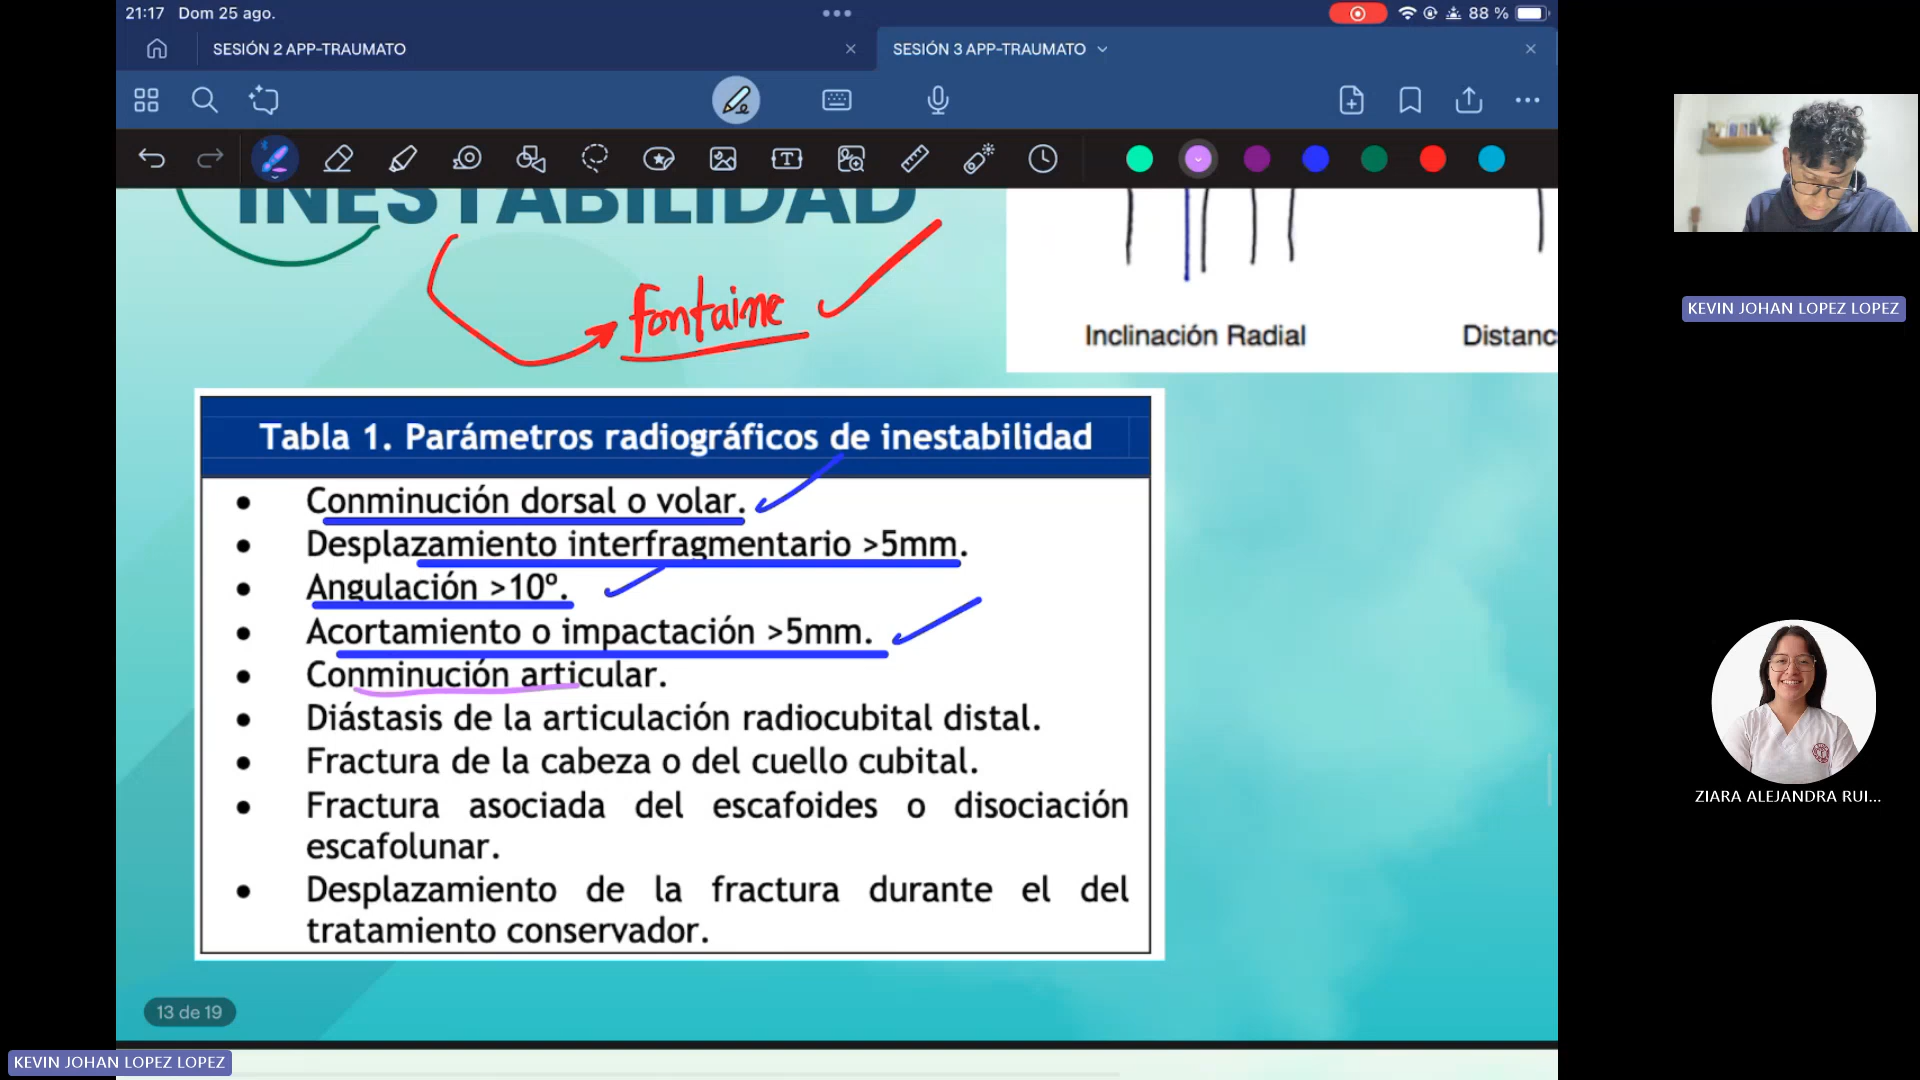 21:17 Dom 25 ago.
88 %
SESIÓN 2 APP-TRAUMATO
SESIÓN 3 APP-TRAUMATO
INESTABILIDAD
fontaine
Inclinación Radial
Distanc
Tabla 1. Parámetros radiográficos de inestabilidad
• Conminución dorsal o volar.
• Desplazamiento interfragmentario >5mm.
• Angulación >10º.
• Acortamiento o impactación >5mm.
• Conminución articular.
• Diástasis de la articulación radiocubital distal.
• Fractura de la cabeza o del cuello cubital.
• Fractura asociada del escafoides o disociación
escafolunar.
• Desplazamiento de la fractura durante el del
tratamiento conservador.
13 de 19
KEVIN JOHAN LOPEZ LOPEZ
KEVIN JOHAN LOPEZ LOPEZ
ZIARA ALEJANDRA RUI...